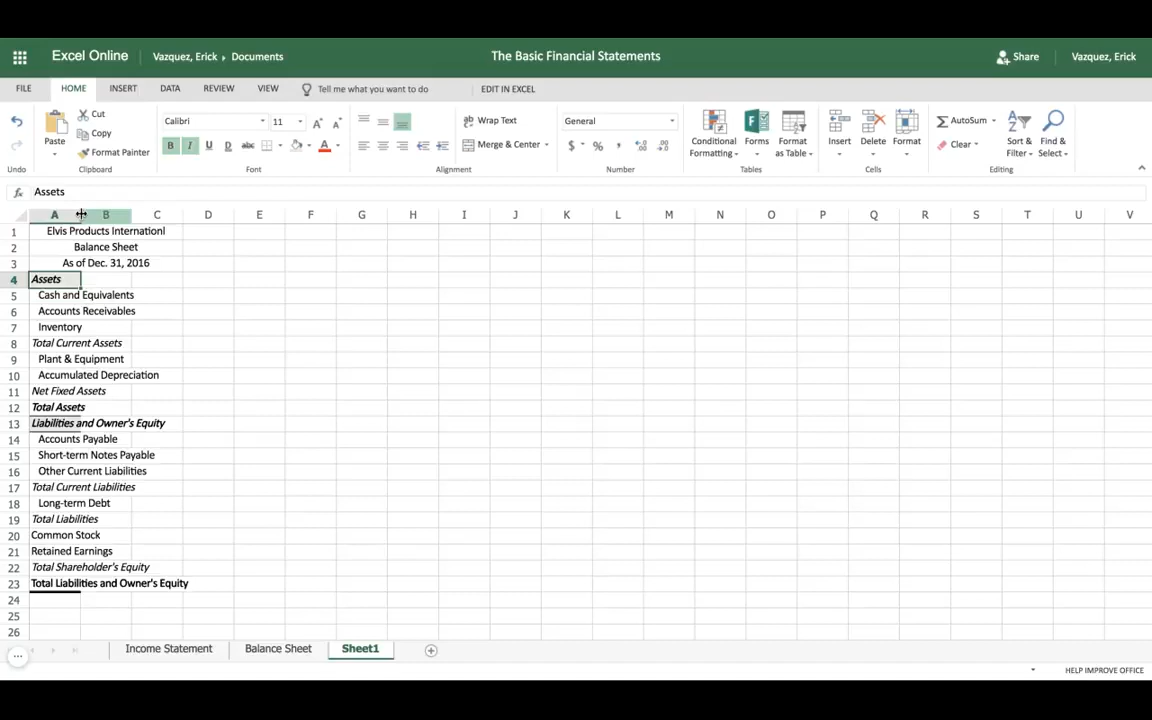 Excel Online Vazquez, Erick ▸ Documents The Basic Financial Statements Share Vazquez, Erick
FILE HOME INSERT DATA REVIEW VIEW Tell me what you want to do EDIT IN EXCEL
Cut
Copy
Format Painter
Paste
Calibri 11
B I U D abc A
Wrap Text
Merge & Center
General
$ % ,
Conditional Formatting
Forms
Format as Table
Insert
Delete
Format
AutoSum
Clear
Sort & Filter
Find & Select
Undo Clipboard Font Alignment Number Tables Cells Editing
fx Assets
A B C D E F G H I J K L M N O P Q R S T U V
1 Elvis Products Internationl
2 Balance Sheet
3 As of Dec. 31, 2016
4 Assets
5 Cash and Equivalents
6 Accounts Receivables
7 Inventory
8 Total Current Assets
9 Plant & Equipment
10 Accumulated Depreciation
11 Net Fixed Assets
12 Total Assets
13 Liabilities and Owner's Equity
14 Accounts Payable
15 Short-term Notes Payable
16 Other Current Liabilities
17 Total Current Liabilities
18 Long-term Debt
19 Total Liabilities
20 Common Stock
21 Retained Earnings
22 Total Shareholder's Equity
23 Total Liabilities and Owner's Equity
24
25
26
Income Statement Balance Sheet Sheet1
HELP IMPROVE OFFICE